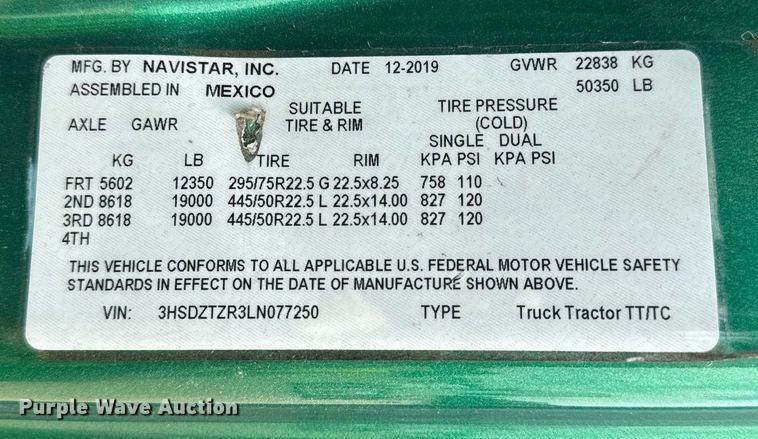 MFG. BY NAVISTAR, INC. DATE 12-2019 GVWR 22838 KG
ASSEMBLED IN MEXICO 50350 LB
SUITABLE TIRE PRESSURE
AXLE GAWR TIRE & RIM (COLD)
SINGLE DUAL
KG LB TIRE RIM KPA PSI KPA PSI
FRT 5602 12350 295/75R22.5 G 22.5x8.25 758 110
2ND 8618 19000 445/50R22.5 L 22.5x14.00 827 120
3RD 8618 19000 445/50R22.5 L 22.5x14.00 827 120
4TH
THIS VEHICLE CONFORMS TO ALL APPLICABLE U.S. FEDERAL MOTOR VEHICLE SAFETY
STANDARDS IN EFFECT ON THE DATE OF MANUFACTURE SHOWN ABOVE.
VIN: 3HSDZTZR3LN077250 TYPE Truck Tractor TT/TC
Purple Wave Auction